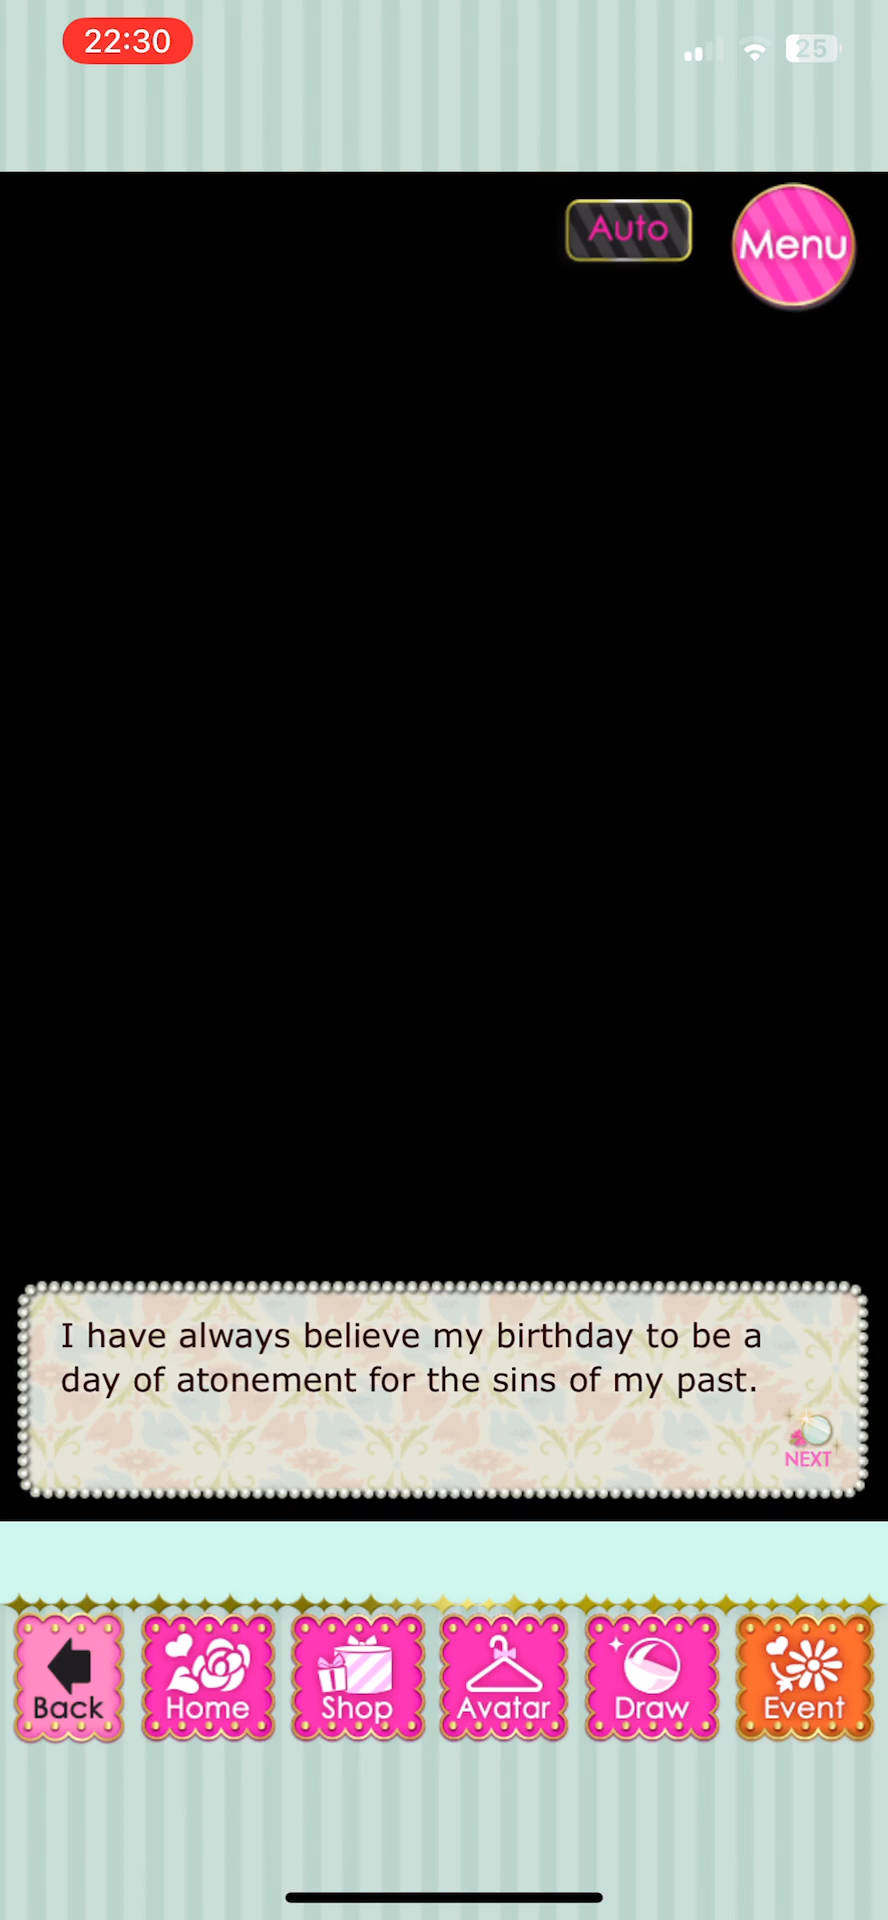 22:30
25
Auto
Menu
I have always believe my birthday to be a
day of atonement for the sins of my past.
NEXT
Back
Home
Shop
Avatar
Draw
Event